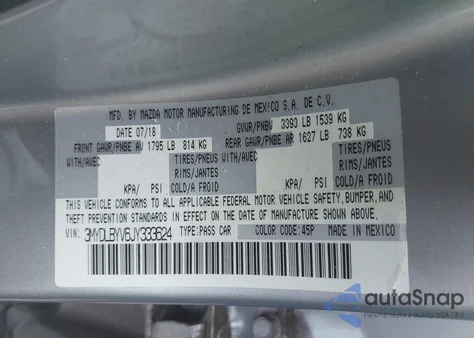 MFD. BY MAZDA MOTOR MANUFACTURING DE MEXICO S.A. DE C.V.
DATE 07/18 GVWR/PNBV 3393 LB 1539 KG
FRONT GAWR/PNBE AV 1795 LB 814 KG REAR GAWR/PNBE AR 1627 LB 738 KG
WITH/AVEC TIRES/PNEUS WITH/AVEC TIRES/PNEUS
RIMS/JANTES RIMS/JANTES
KPA/ PSI COLD/A FROID KPA/ PSI COLD/A FROID
THIS VEHICLE CONFORMS TO ALL APPLICABLE FEDERAL MOTOR VEHICLE SAFETY, BUMPER, AND
THEFT PREVENTION STANDARDS IN EFFECT ON THE DATE OF MANUFACTURE SHOWN ABOVE.
VIN: 3MYDLBYV6JY333624 TYPE:PASS CAR COLOR:45P MADE IN MEXICO
autoSnap